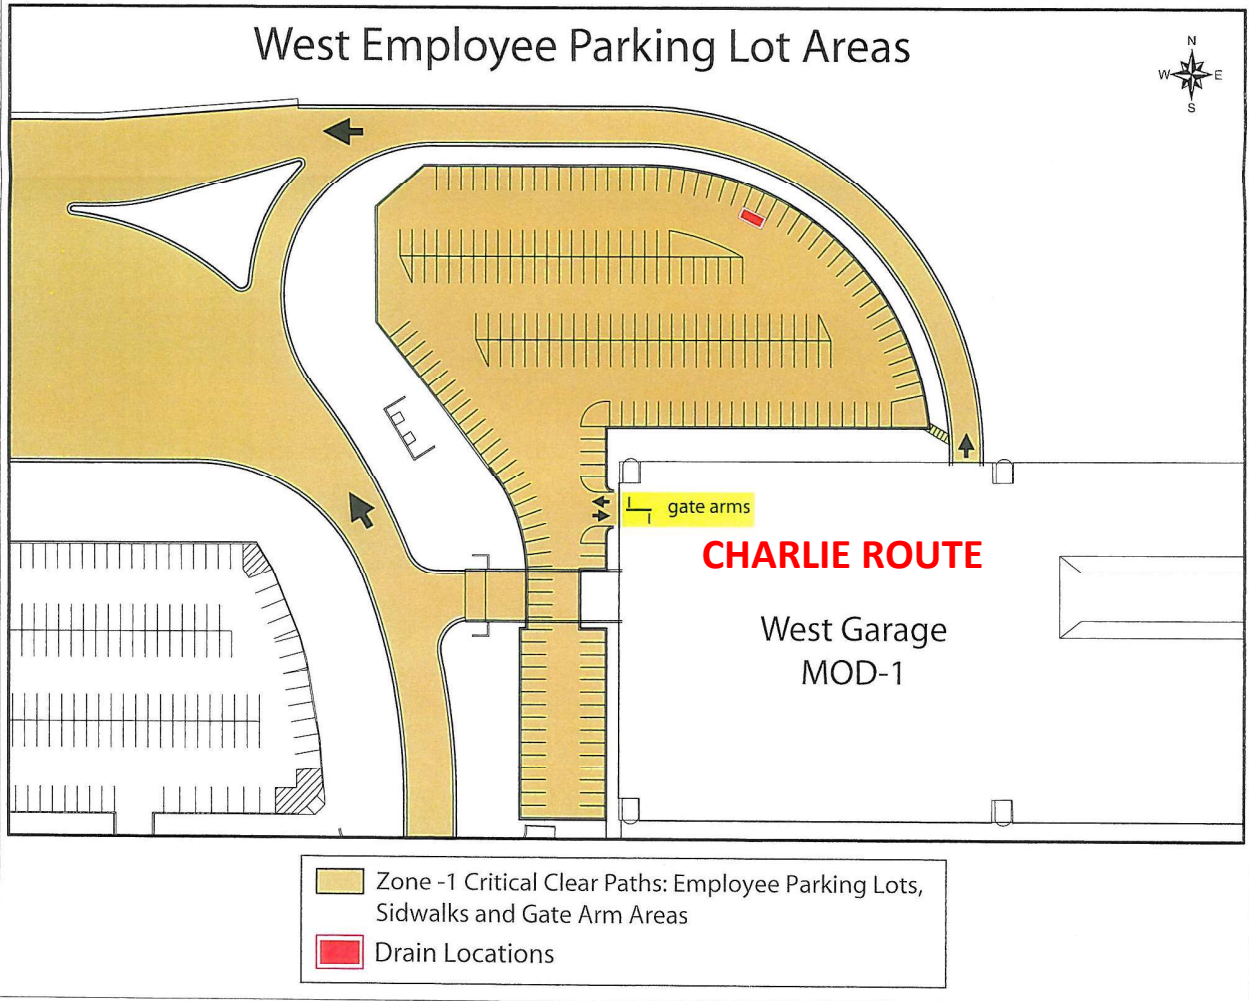 West Employee Parking Lot Areas
N
W E
S
gate arms
CHARLIE ROUTE
West Garage
MOD-1
Zone -1 Critical Clear Paths: Employee Parking Lots,
Sidwalks and Gate Arm Areas
Drain Locations